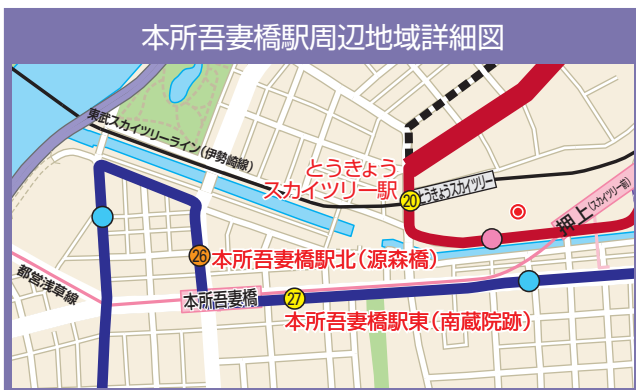 本所吾妻橋駅周辺地域詳細図
東武スカイツリーライン(伊勢崎線)
とうきょう
スカイツリー駅
20
とうきょうスカイツリー
押上(スカイツリー前)
26
本所吾妻橋駅北(源森橋)
都営浅草線
本所吾妻橋
27
本所吾妻橋駅東(南蔵院跡)